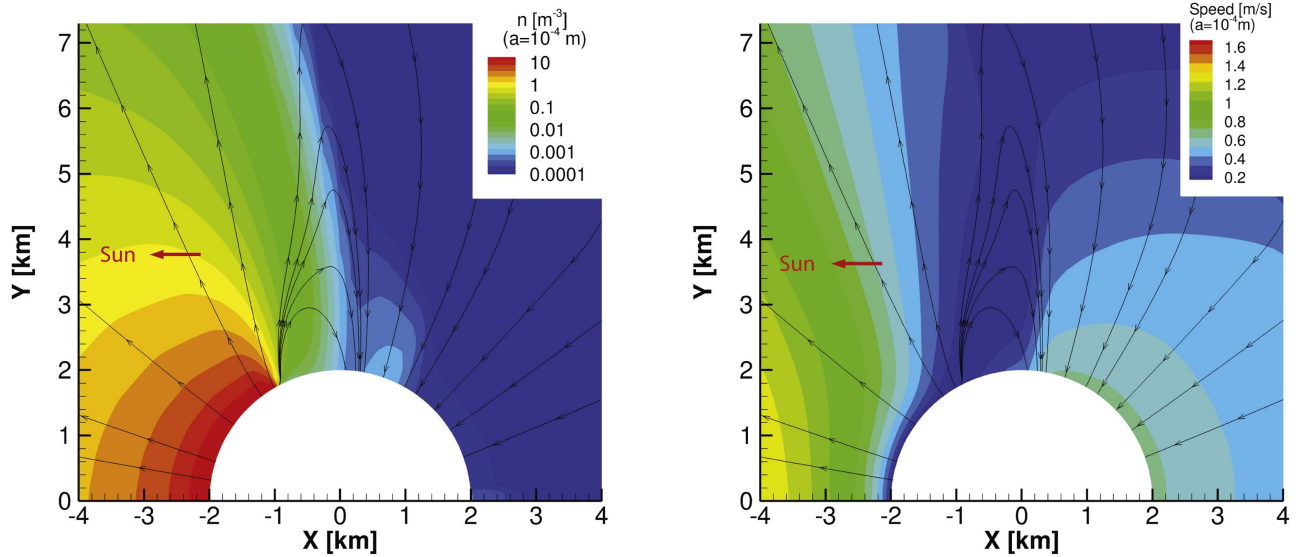 n [m⁻³]
(a=10⁻⁴ m)
10
1
0.1
0.01
0.001
0.0001
7
6
5
4
3
2
1
0
Y [km]
Sun
-4 -3 -2 -1 0 1 2 3 4
X [km]
Speed [m/s]
(a=10⁻⁴m)
1.6
1.4
1.2
1
0.8
0.6
0.4
0.2
7
6
5
4
3
2
1
0
Y [km]
Sun
-4 -3 -2 -1 0 1 2 3 4
X [km]